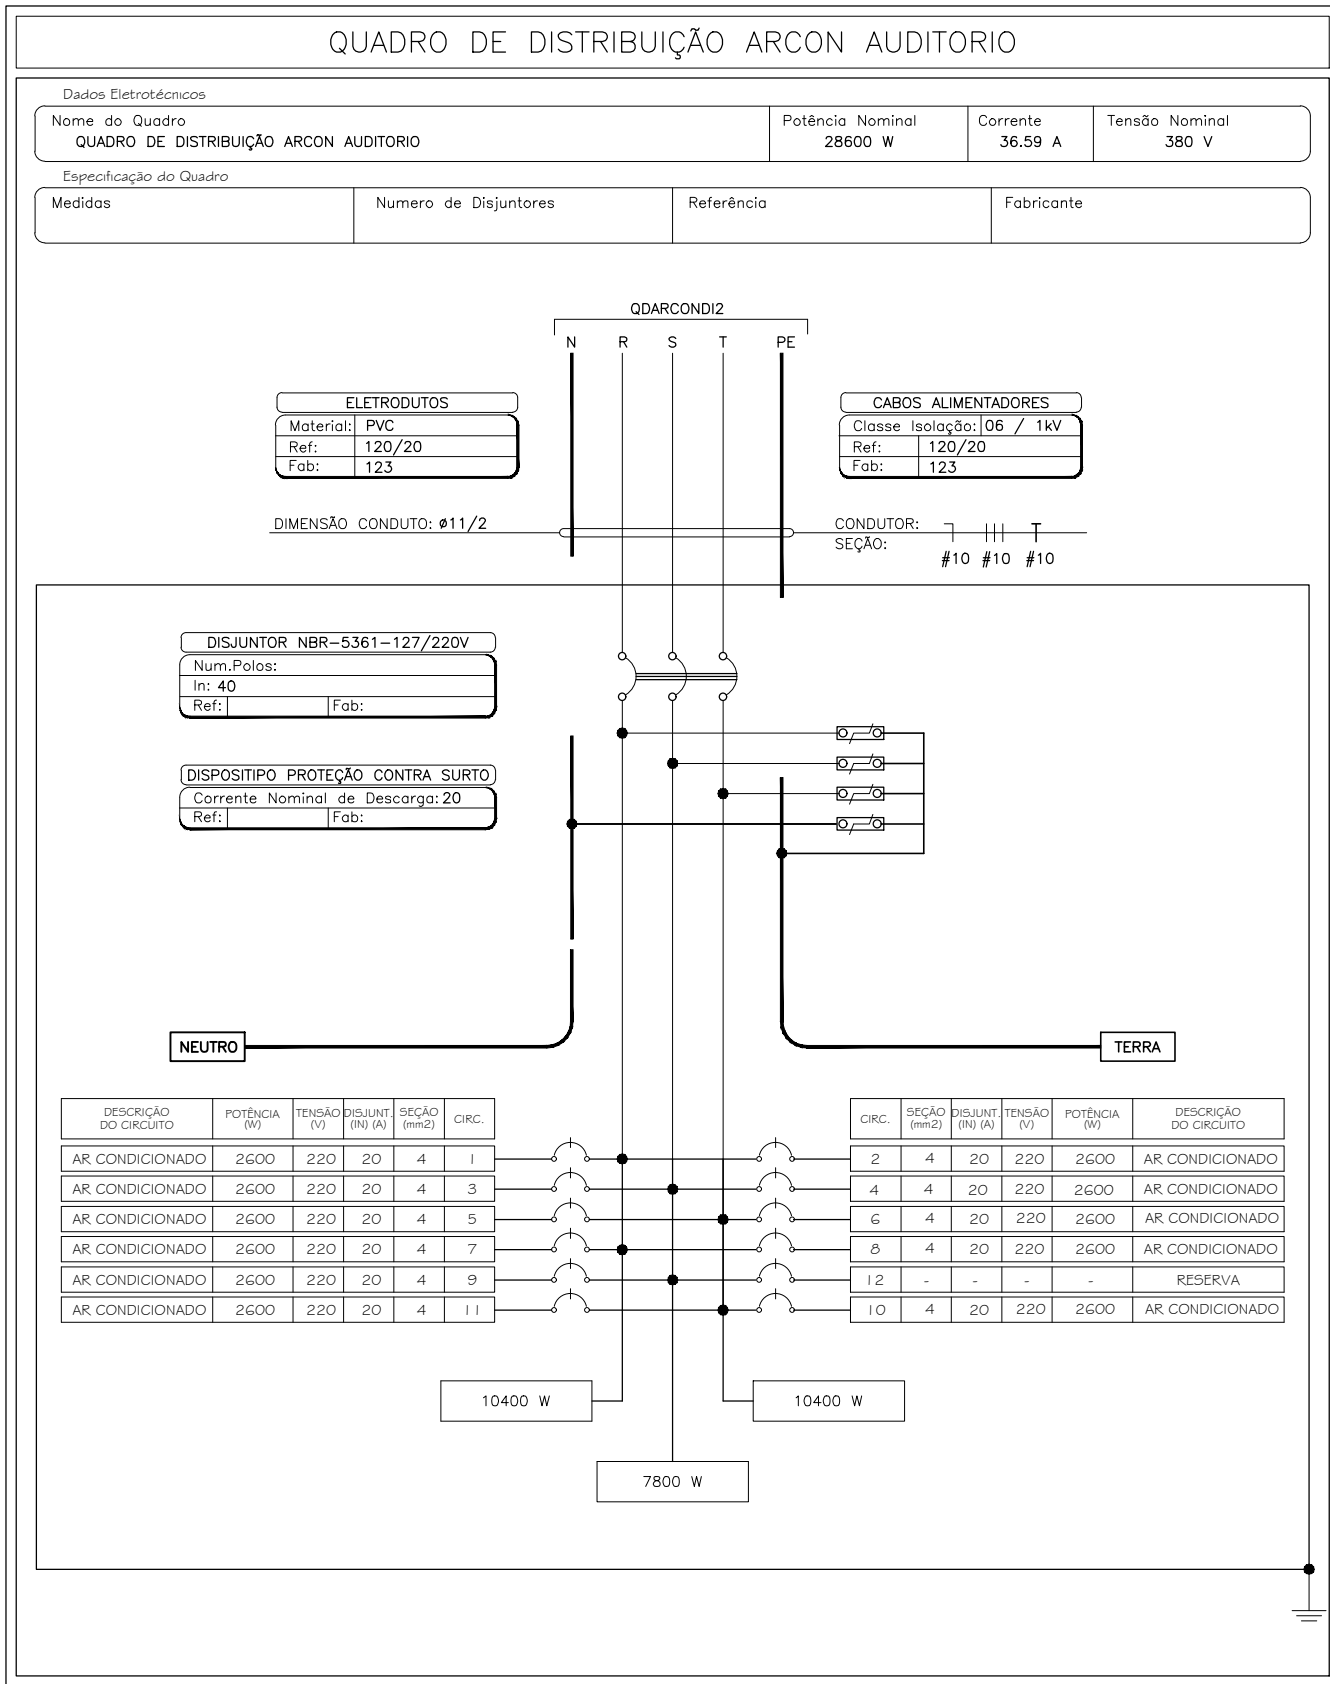 QUADRO DE DISTRIBUIÇÃO ARCON AUDITORIO
Dados Eletrotécnicos
Nome do Quadro
QUADRO DE DISTRIBUIÇÃO ARCON AUDITORIO
Potência Nominal
28600 W
Corrente
36.59 A
Tensão Nominal
380 V
Especificação do Quadro
Medidas
Numero de Disjuntores
Referência
Fabricante
QDARCONDI2
N R S T PE
ELETRODUTOS
Material: PVC
Ref: 120/20
Fab: 123
CABOS ALIMENTADORES
Classe Isolação: 06 / 1kV
Ref: 120/20
Fab: 123
DIMENSÃO CONDUTO: ø11/2
CONDUTOR:
SEÇÃO:
#10 #10 #10
DISJUNTOR NBR-5361-127/220V
Num.Polos:
In: 40
Ref: Fab:
DISPOSITIPO PROTEÇÃO CONTRA SURTO
Corrente Nominal de Descarga: 20
Ref: Fab:
NEUTRO
TERRA
DESCRIÇÃO DO CIRCUITO POTÊNCIA (W) TENSÃO (V) DISJUNT. (IN) (A) SEÇÃO (mm2) CIRC.
AR CONDICIONADO 2600 220 20 4 1
AR CONDICIONADO 2600 220 20 4 3
AR CONDICIONADO 2600 220 20 4 5
AR CONDICIONADO 2600 220 20 4 7
AR CONDICIONADO 2600 220 20 4 9
AR CONDICIONADO 2600 220 20 4 11
CIRC. SEÇÃO (mm2) DISJUNT. (IN) (A) TENSÃO (V) POTÊNCIA (W) DESCRIÇÃO DO CIRCUITO
2 4 20 220 2600 AR CONDICIONADO
4 4 20 220 2600 AR CONDICIONADO
6 4 20 220 2600 AR CONDICIONADO
8 4 20 220 2600 AR CONDICIONADO
12 - - - - RESERVA
10 4 20 220 2600 AR CONDICIONADO
10400 W
10400 W
7800 W